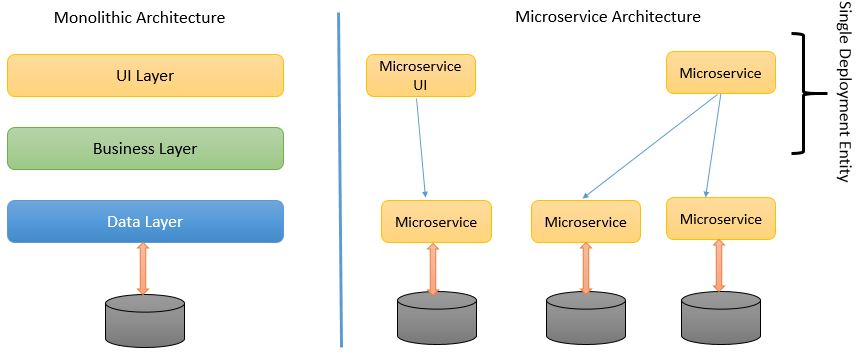 Monolithic Architecture
UI Layer
Business Layer
Data Layer
Microservice Architecture
Microservice
UI
Microservice
Microservice
Microservice
Microservice
Single Deployment Entity